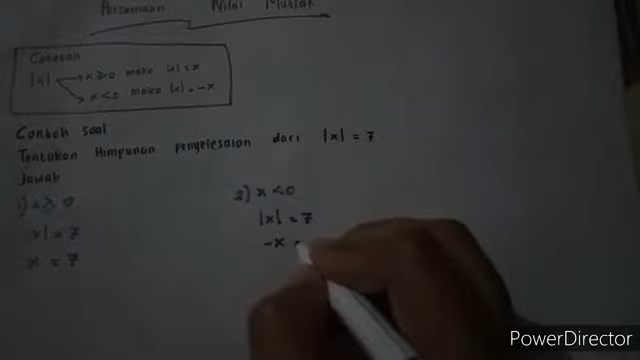 Persamaan Nilai Mutlak
Contoh
|x| → x ≥ 0 maka |x| = x
→ x < 0 maka |x| = -x
Contoh soal
Tentukan Himpunan penyelesaian dari |x| = 7
Jawab
1) x ≥ 0
|x| = 7
x = 7
2) x < 0
|x| = 7
-x =
PowerDirector